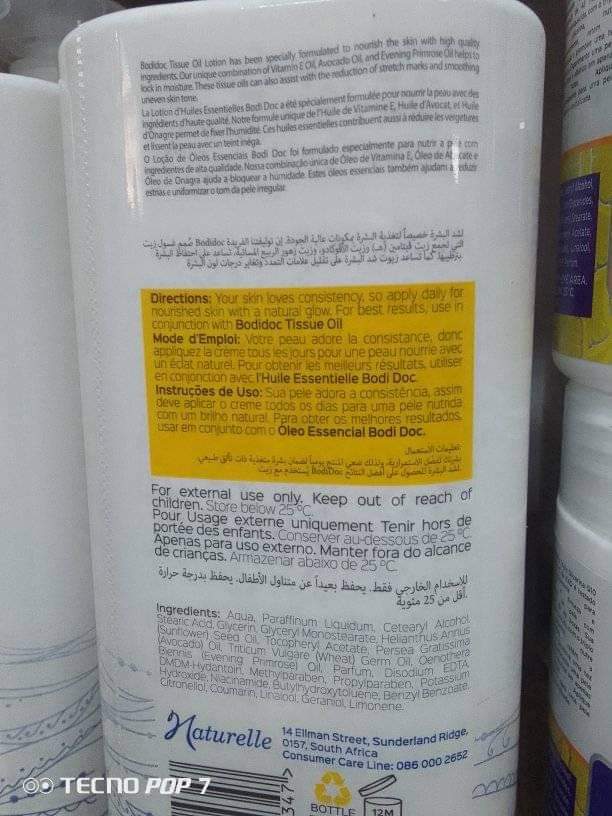 Bodidoc Tissue Oil Lotion has been specially formulated to nourish the skin with high quality
ingredients. Our unique combination of Vitamin E Oil, Avocado Oil, and Evening Primrose Oil helps to
lock in moisture. These tissue oils can also assist with the reduction of stretch marks and smoothing
uneven skin tone.
La Lotion d'Huiles Essentielles Bodi Doc a été spécialement formulée pour nourrir la peau avec des
ingrédients d'haute qualité. Notre formule unique de l'Huile de Vitamine E, Huile d'Avocat, et Huile
d'Onagre permet de fixer l'humidité. Ces huiles essentielles contribuent aussi à réduire les vergetures
et lissent la peau avec un teint inéga.
O Loção de Óleos Essenciais Bodi Doc foi formulado especialmente para nutrir a pele com
ingredientes de alta qualidade. Nossa combinação única de Óleo de Vitamina E, Óleo de Abacate e
Óleo de Onagra ajuda a bloquear a humidade. Estes óleos essenciais também ajudam a reduzir
estrias e uniformizar o tom da pele irregular.
Directions: Your skin loves consistency, so apply daily for
nourished skin with a natural glow. For best results, use in
conjunction with Bodidoc Tissue Oil
Mode d'Emploi: Votre peau adore la consistance, donc
appliquez la crème tous les jours pour une peau nourrie avec
un éclat naturel. Pour obtenir les meilleurs résultats, utiliser
en conjonction avec l'Huile Essentielle Bodi Doc.
Instruções de Uso: Sua pele adora a consistência, assim
deve aplicar o creme todos os dias para uma pele nutrida
com um brilho natural. Para obter os melhores resultados,
usar em conjunto com o Óleo Essencial Bodi Doc.
تعليمات الاستعمال:
For external use only. Keep out of reach of
children. Store below 25 °C.
Pour Usage externe uniquement Tenir hors de
portée des enfants. Conserver au-dessous de 25 °C.
Apenas para uso externo. Manter fora do alcance
de crianças. Armazenar abaixo de 25 °C.
للاستخدام الخارجي فقط. يحفظ بعيداً عن متناول الأطفال. يحفظ بدرجة حرارة
أقل من 25 مئوية.
Ingredients: Aqua, Paraffinum Liquidum, Cetearyl Alcohol,
Stearic Acid, Glycerin, Glyceryl Monostearate, Helianthus Annus
(Sunflower) Seed Oil, Tocopheryl Acetate, Persea Gratissima
(Avocado) Oil, Triticum Vulgare (Wheat) Germ Oil, Oenothera
Biennis (Evening Primrose) Oil, Parfum, Disodium EDTA,
DMDM-Hydantoin, Methylparaben, Propylparaben, Potassium
Hydroxide, Niacinamide, Butylhydroxytoluene, Benzyl Benzoate,
Citronellol, Coumarin, Linalool, Geraniol, Limonene.
Naturelle
14 Ellman Street, Sunderland Ridge,
0157, South Africa
Consumer Care Line: 086 000 2652
BOTTLE
12M
TECNO POP 7